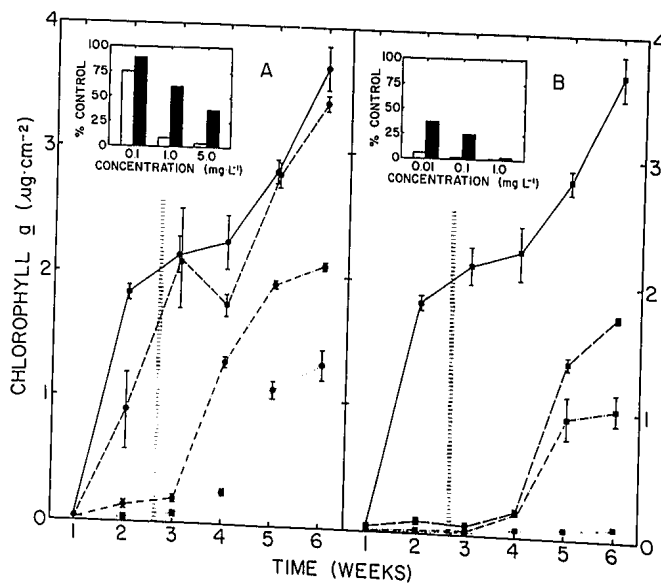 4
3
2
1
0
CHLOROPHYLL a (µg·cm⁻²)
A
100
75
50
25
0
% CONTROL
0.1 1.0 5.0
CONCENTRATION (mg·L⁻¹)
B
100
75
50
25
0
% CONTROL
0.01 0.1 1.0
CONCENTRATION (mg·L⁻¹)
4
3
2
1
0
1 2 3 4 5 6
1 2 3 4 5 6
TIME (WEEKS)